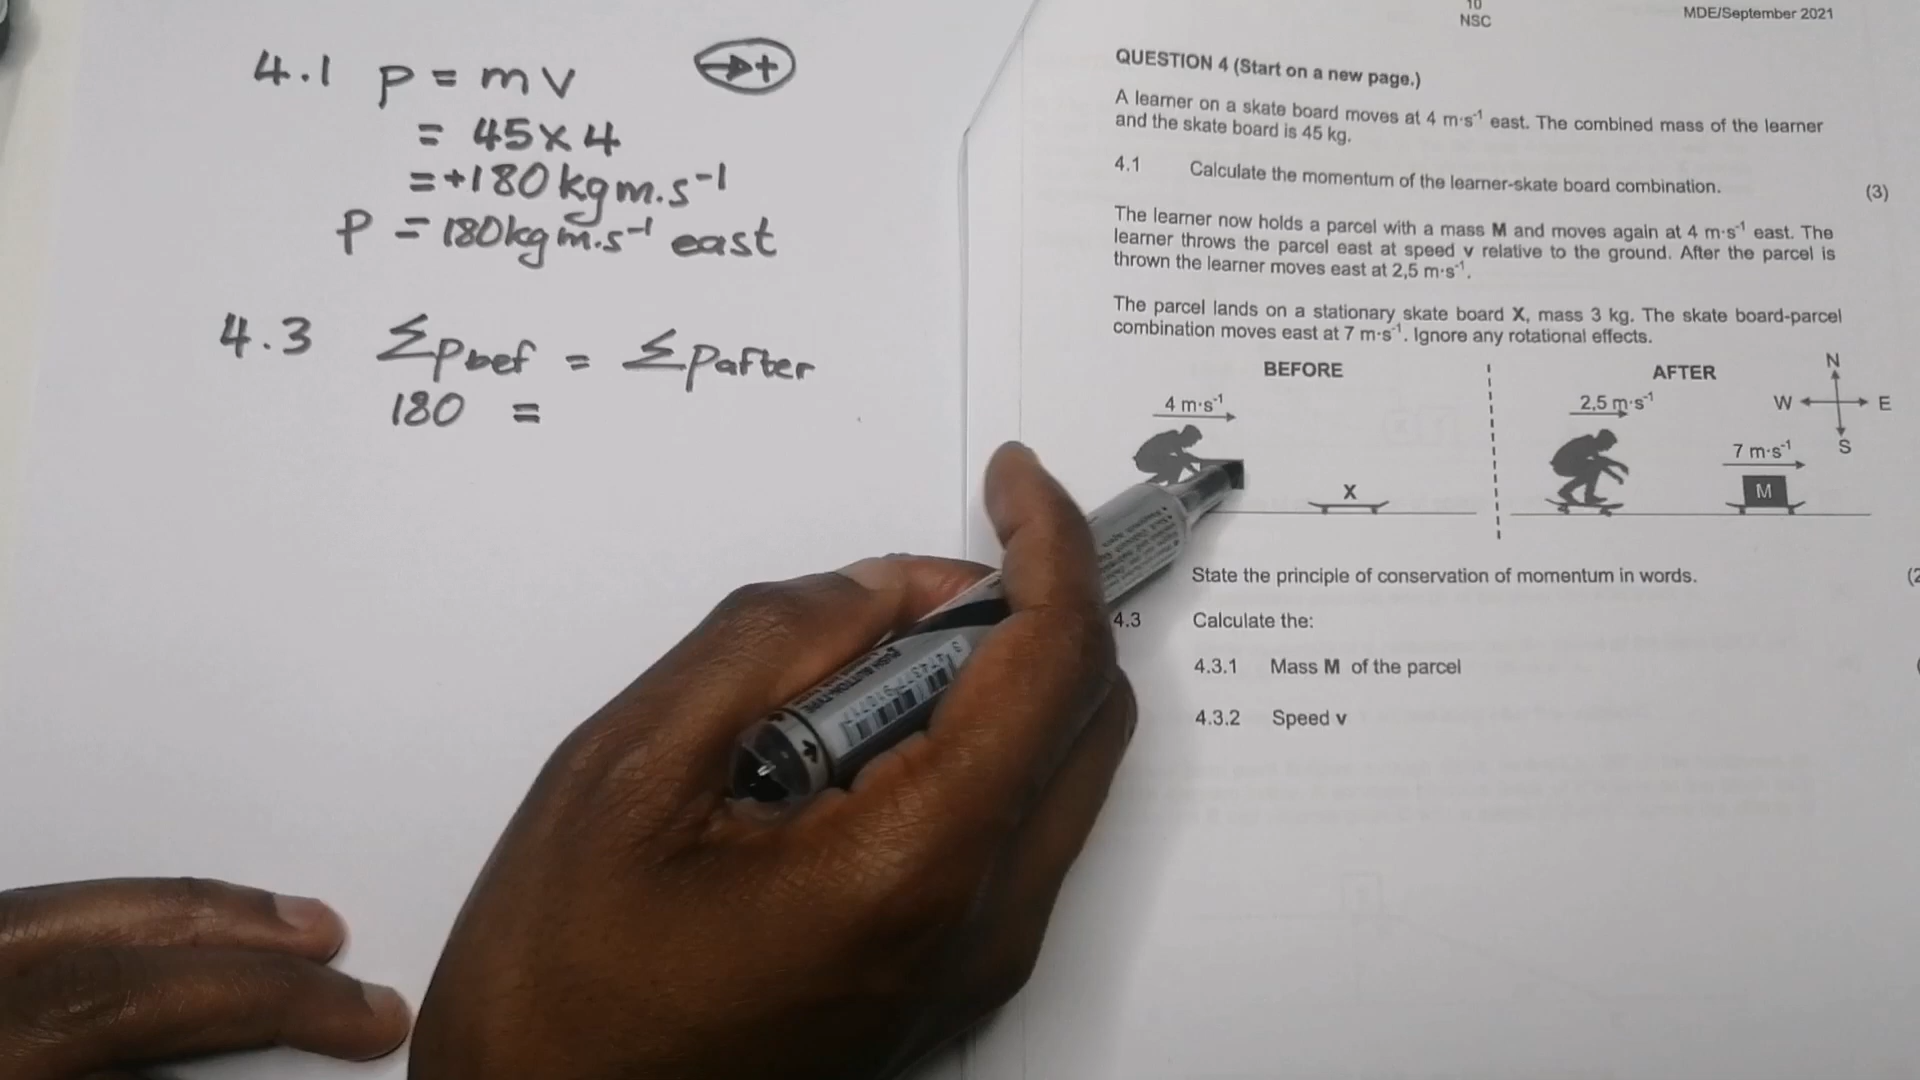 4.1 p = mv →+
= 45 x 4
= +180 kgm.s⁻¹
P = 180kgm.s⁻¹ east
4.3 Σpbef = Σpafter
180 =
10
NSC
MDE/September 2021
QUESTION 4 (Start on a new page.)
A learner on a skate board moves at 4 m·s⁻¹ east. The combined mass of the learner
and the skate board is 45 kg.
4.1 Calculate the momentum of the learner-skate board combination. (3)
The learner now holds a parcel with a mass M and moves again at 4 m·s⁻¹ east. The
learner throws the parcel east at speed v relative to the ground. After the parcel is
thrown the learner moves east at 2,5 m·s⁻¹.
The parcel lands on a stationary skate board X, mass 3 kg. The skate board-parcel
combination moves east at 7 m·s⁻¹. Ignore any rotational effects.
BEFORE
AFTER
N
W E
S
4 m·s⁻¹
X
2,5 m·s⁻¹
7 m·s⁻¹
M
State the principle of conservation of momentum in words. (2
4.3 Calculate the:
4.3.1 Mass M of the parcel
4.3.2 Speed v